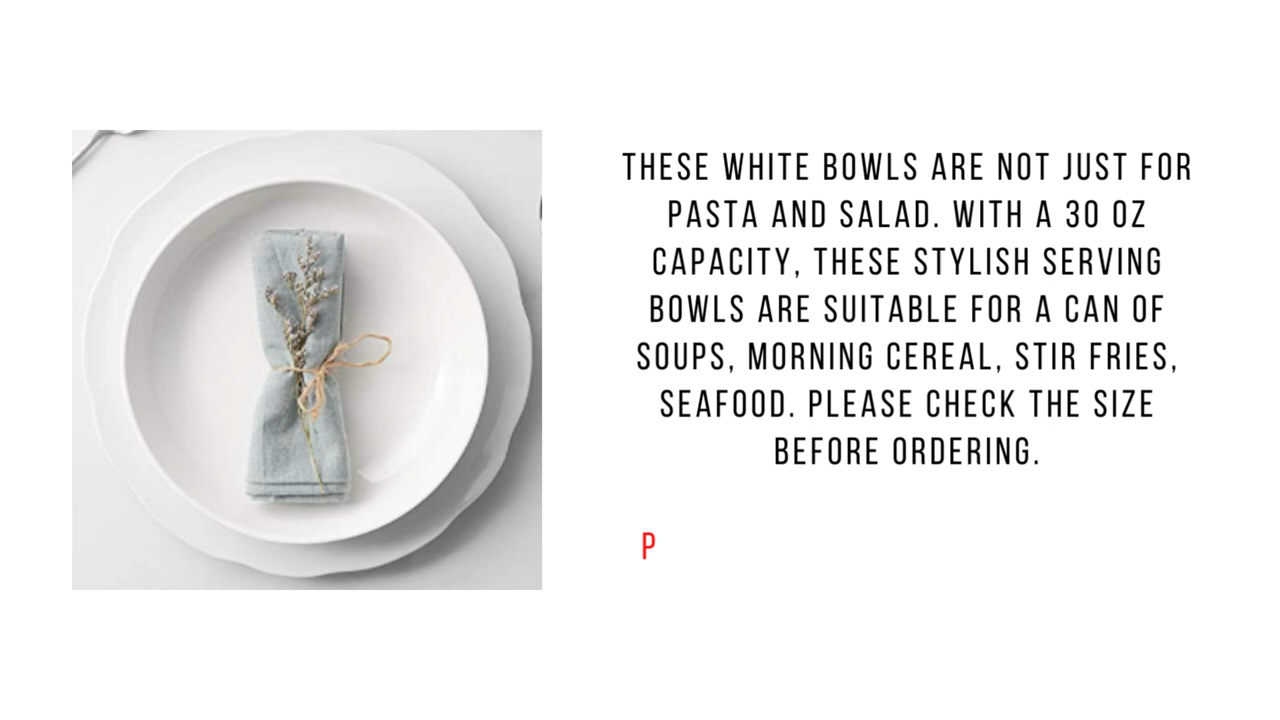 THESE WHITE BOWLS ARE NOT JUST FOR
PASTA AND SALAD. WITH A 30 OZ
CAPACITY, THESE STYLISH SERVING
BOWLS ARE SUITABLE FOR A CAN OF
SOUPS, MORNING CEREAL, STIR FRIES,
SEAFOOD. PLEASE CHECK THE SIZE
BEFORE ORDERING.
P